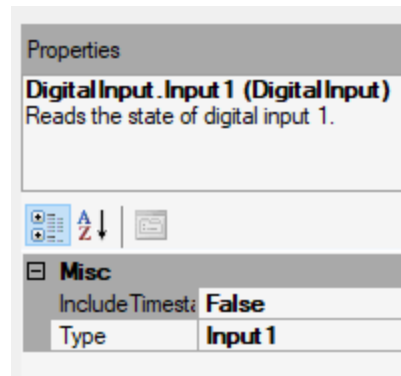 Properties
DigitalInput.Input1 (DigitalInput)
Reads the state of digital input 1.
Misc
IncludeTimesta False
Type Input1